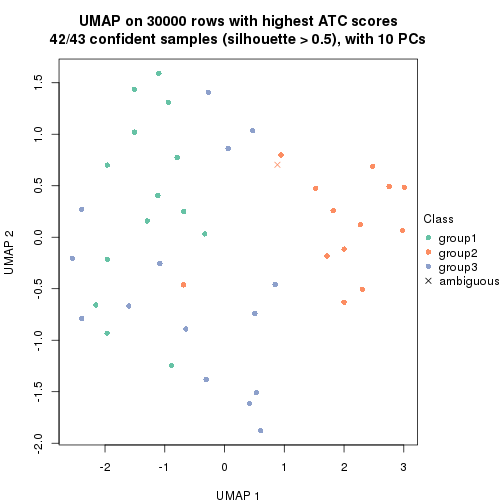 UMAP on 30000 rows with highest ATC scores
42/43 confident samples (silhouette > 0.5), with 10 PCs
1.5
1.0
0.5
0.0
-0.5
-1.0
-1.5
-2.0
UMAP 2
-2
-1
0
1
2
3
UMAP 1
Class
group1
group2
group3
ambiguous